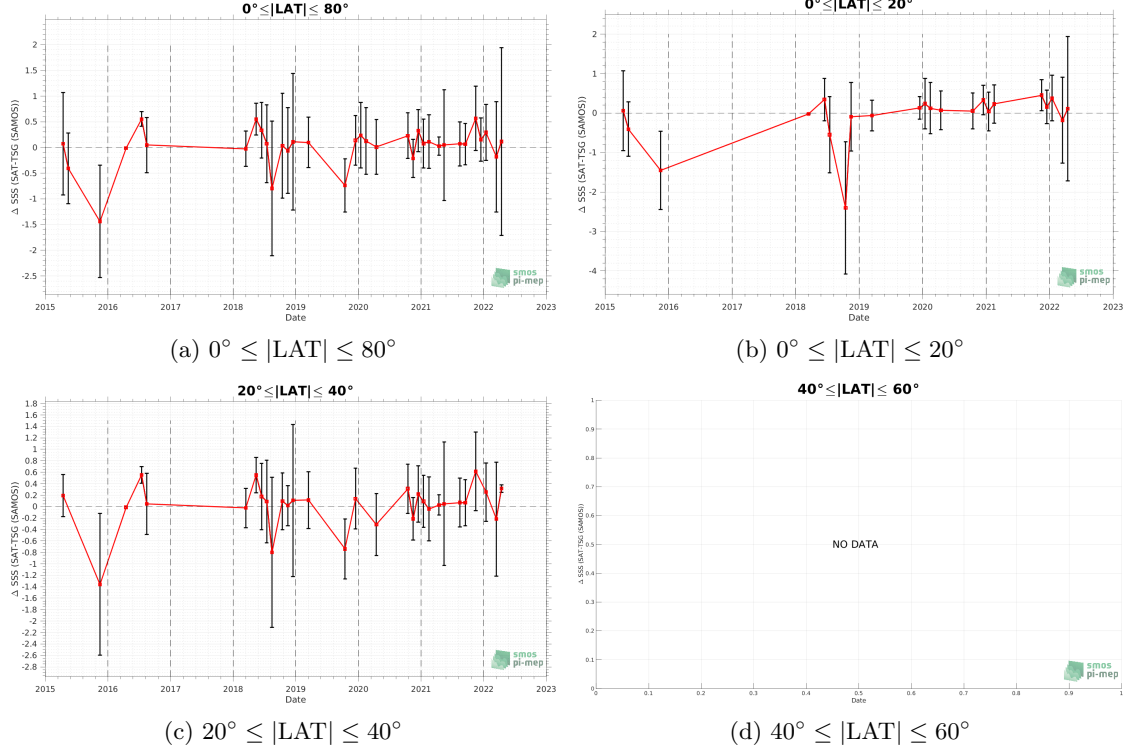 0°≤|LAT|≤ 80°
Δ SSS (SAT-TSG (SAMOS))
2
1.5
1
0.5
0
-0.5
-1
-1.5
-2
-2.5
2015 2016 2017 2018 2019 2020 2021 2022 2023
Date
smos
pi-mep
(a) 0° ≤ |LAT| ≤ 80°
0°≤|LAT|≤ 20°
Δ SSS (SAT-TSG (SAMOS))
2
1
0
-1
-2
-3
-4
2015 2016 2017 2018 2019 2020 2021 2022 2023
Date
smos
pi-mep
(b) 0° ≤ |LAT| ≤ 20°
20°≤|LAT|≤ 40°
Δ SSS (SAT-TSG (SAMOS))
1.8
1.6
1.4
1.2
1
0.8
0.6
0.4
0.2
0
-0.2
-0.4
-0.6
-0.8
-1
-1.2
-1.4
-1.6
-1.8
-2
-2.2
-2.4
-2.6
-2.8
2015 2016 2017 2018 2019 2020 2021 2022 2023
Date
smos
pi-mep
(c) 20° ≤ |LAT| ≤ 40°
40°≤|LAT|≤ 60°
Δ SSS (SAT-TSG (SAMOS))
1
0.9
0.8
0.7
0.6
0.5
0.4
0.3
0.2
0.1
0
NO DATA
0 0.1 0.2 0.3 0.4 0.5 0.6 0.7 0.8 0.9 1
Date
smos
pi-mep
(d) 40° ≤ |LAT| ≤ 60°